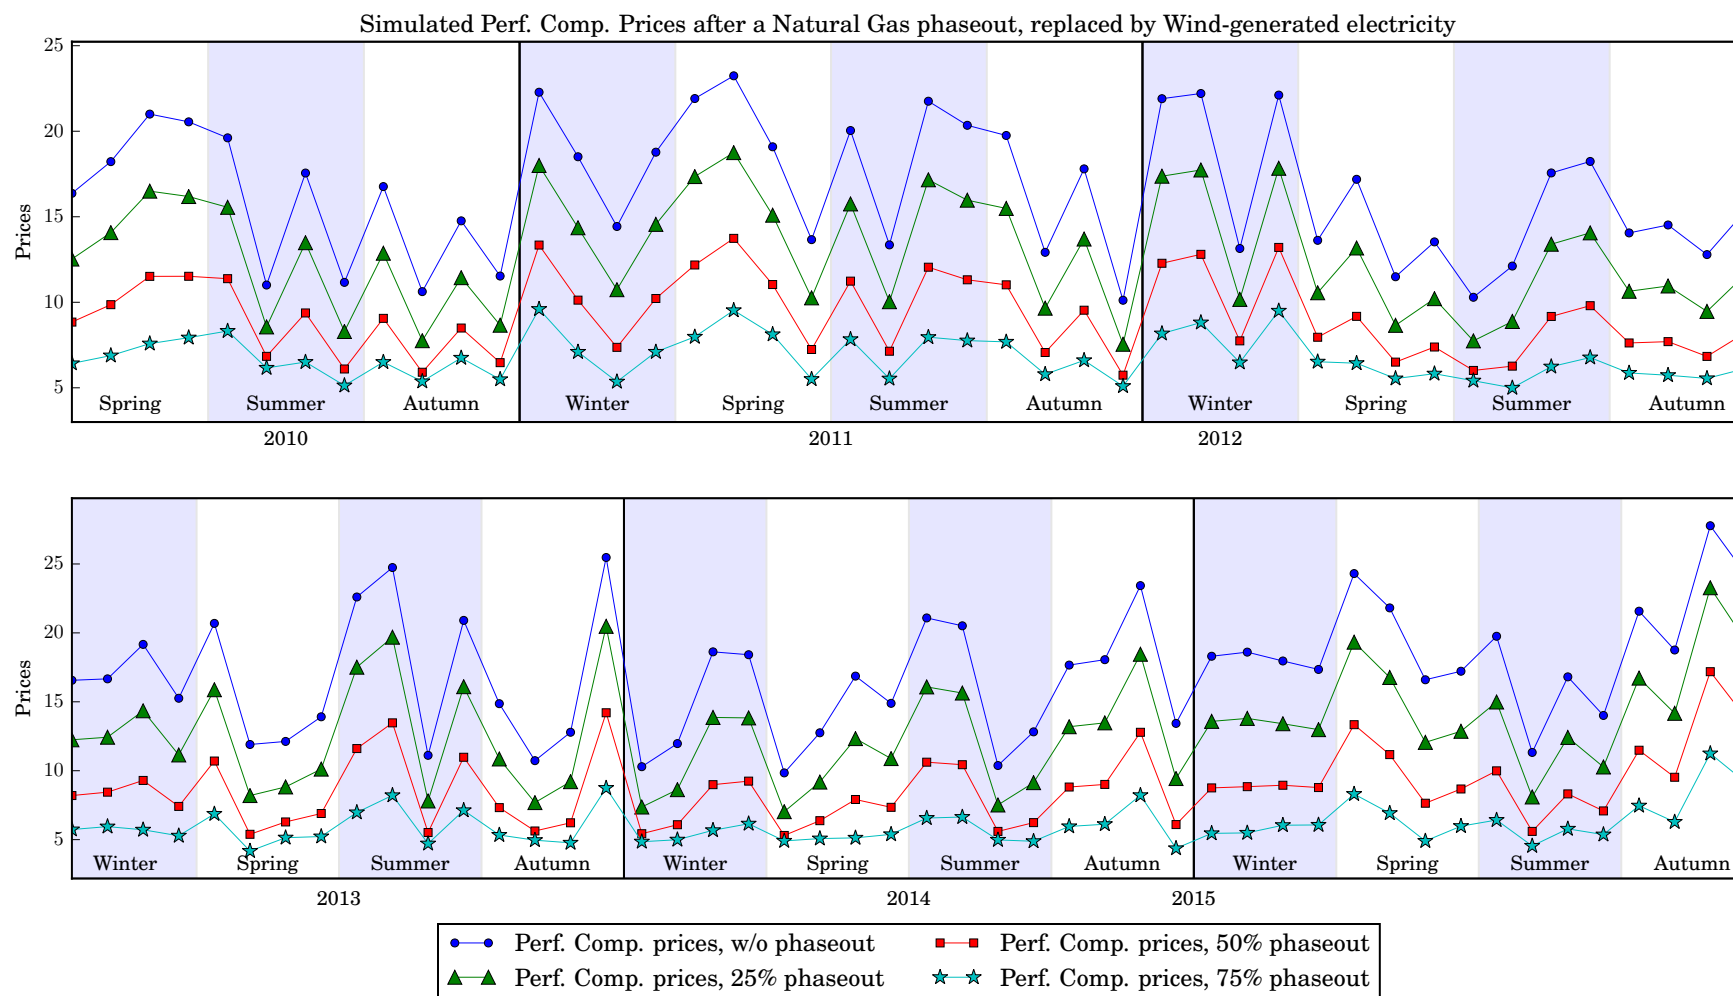 Simulated Perf. Comp. Prices after a Natural Gas phaseout, replaced by Wind-generated electricity
25
20
15
10
5
Prices
Spring Summer Autumn Winter Spring Summer Autumn Winter Spring Summer Autumn
2010 2011 2012
25
20
15
10
5
Prices
Winter Spring Summer Autumn Winter Spring Summer Autumn Winter Spring Summer Autumn
2013 2014 2015
Perf. Comp. prices, w/o phaseout Perf. Comp. prices, 50% phaseout
Perf. Comp. prices, 25% phaseout Perf. Comp. prices, 75% phaseout